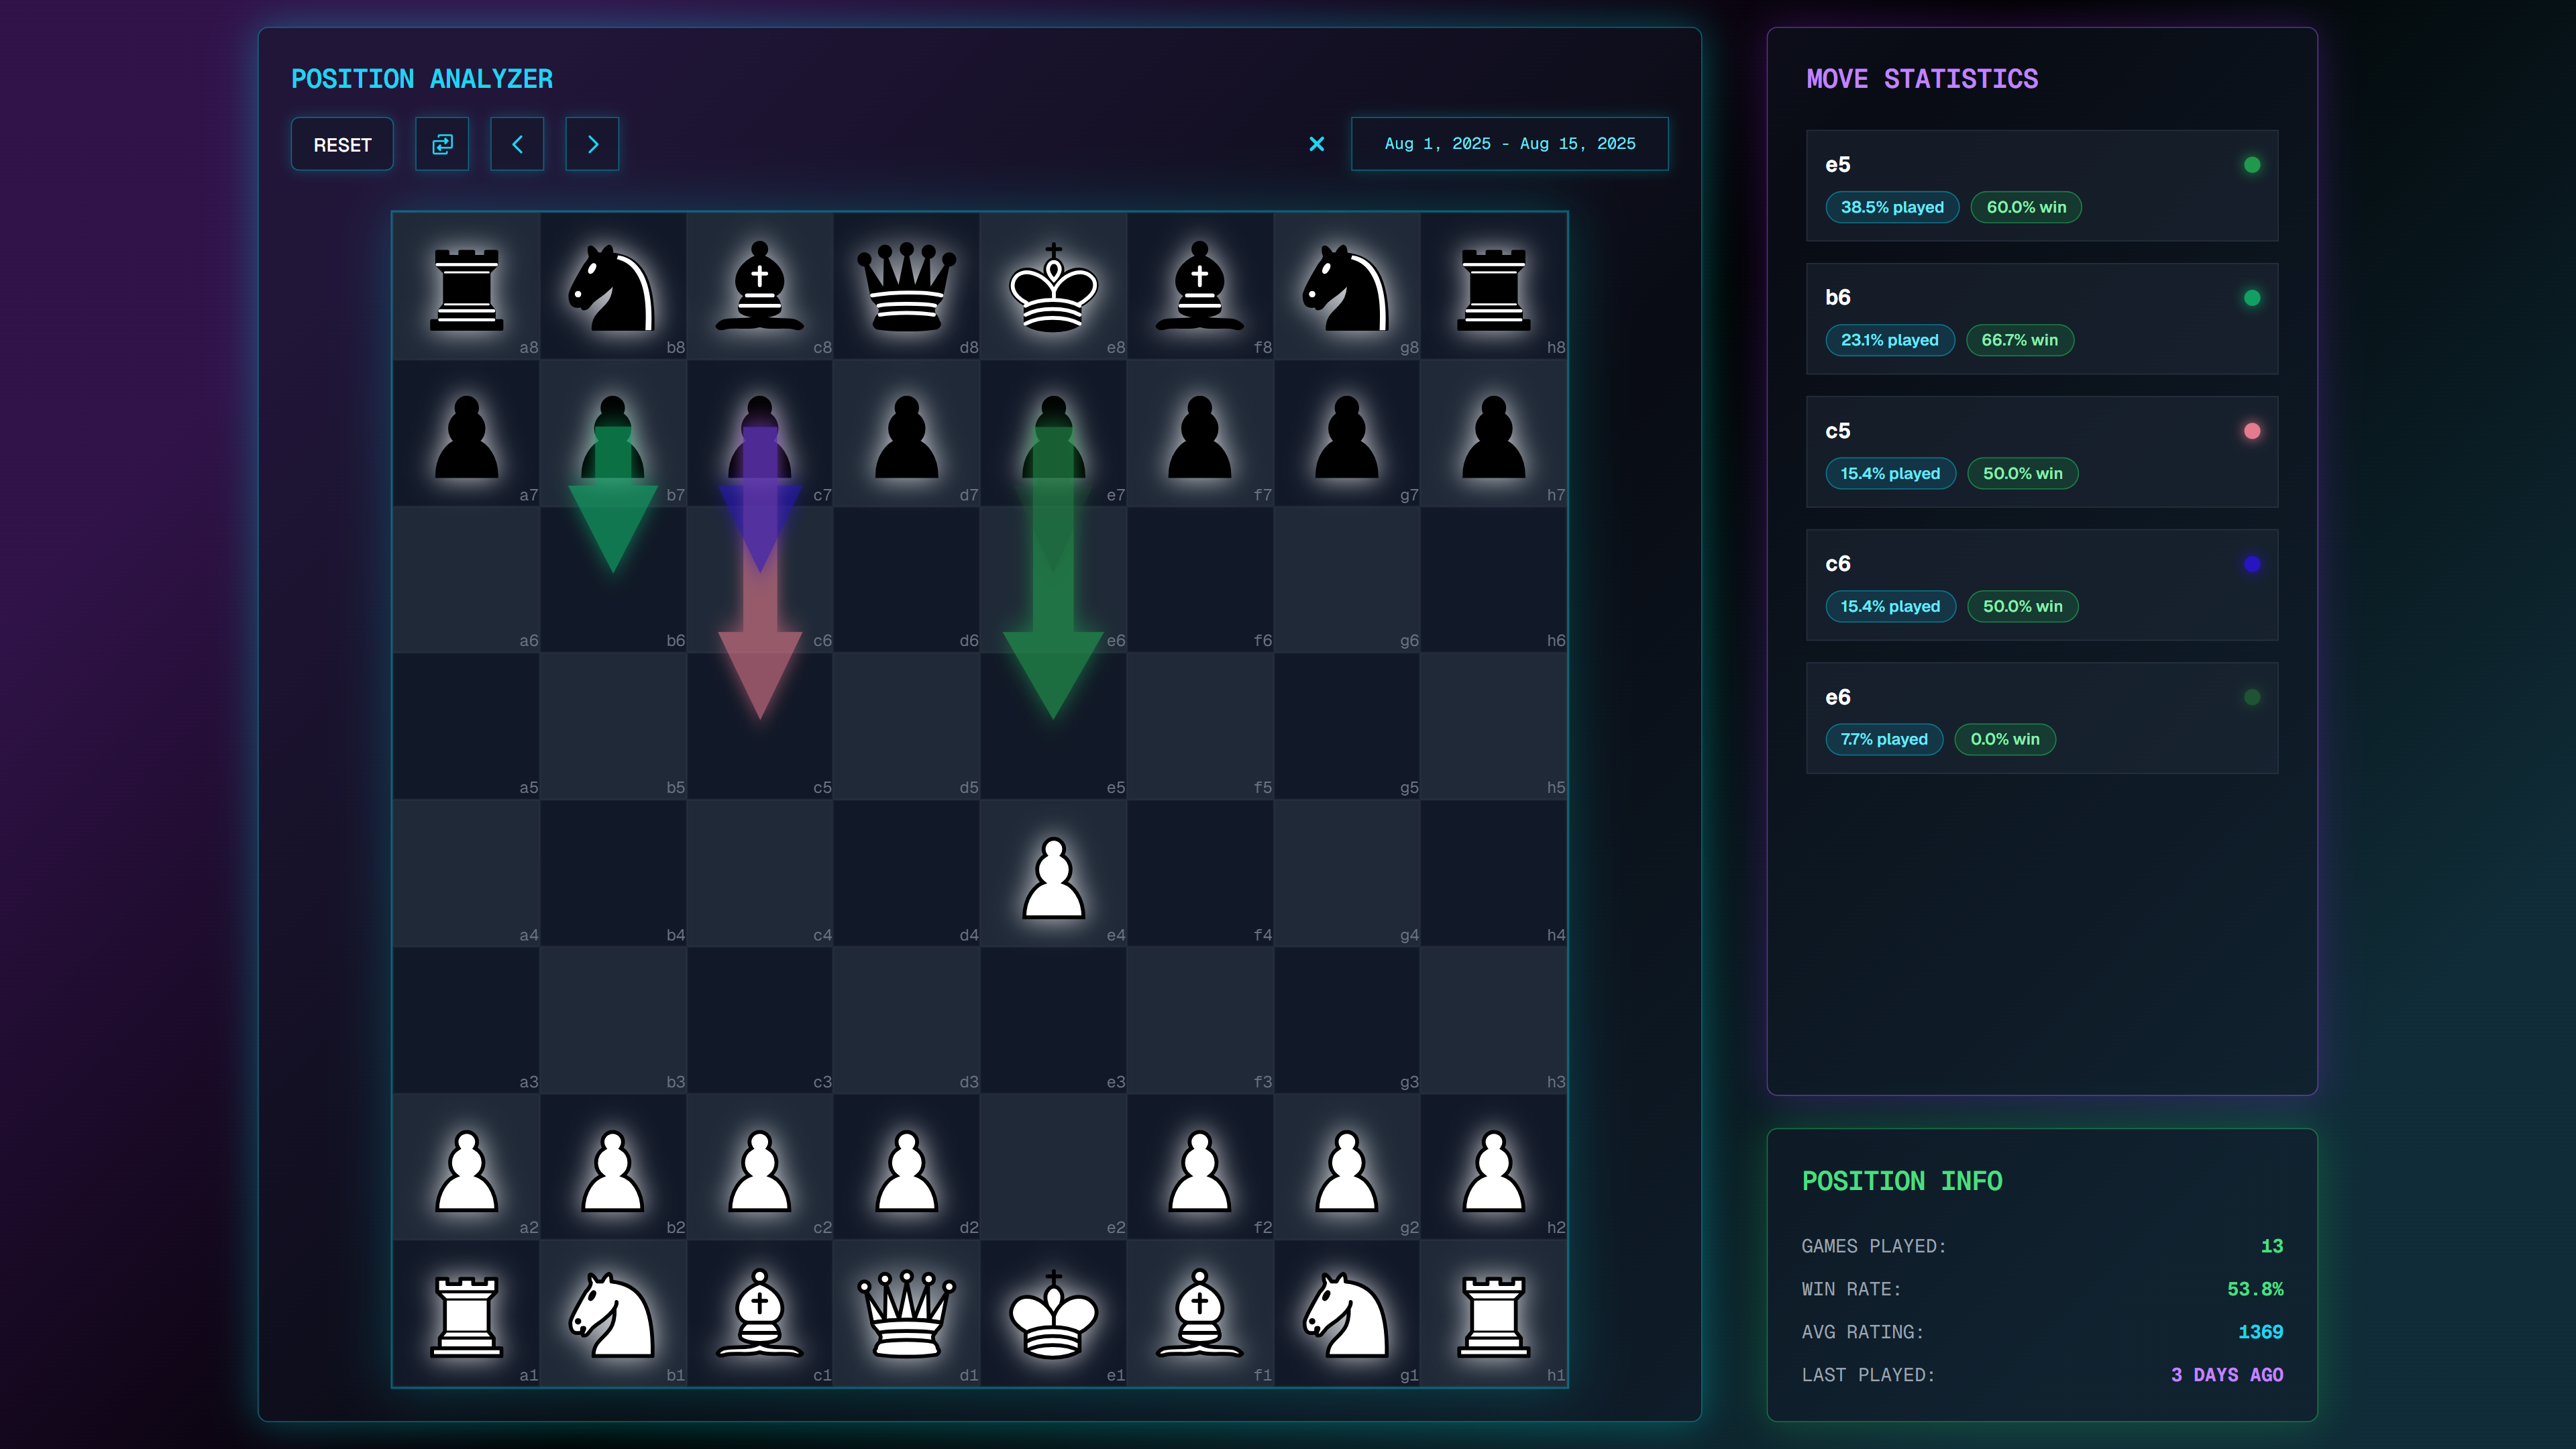 POSITION ANALYZER
RESET
Aug 1, 2025 - Aug 15, 2025
a8 b8 c8 d8 e8 f8 g8 h8
a7 b7 c7 d7 e7 f7 g7 h7
a6 b6 c6 d6 e6 f6 g6 h6
a5 b5 c5 d5 e5 f5 g5 h5
a4 b4 c4 d4 e4 f4 g4 h4
a3 b3 c3 d3 e3 f3 g3 h3
a2 b2 c2 d2 e2 f2 g2 h2
a1 b1 c1 d1 e1 f1 g1 h1
MOVE STATISTICS
e5
38.5% played 60.0% win
b6
23.1% played 66.7% win
c5
15.4% played 50.0% win
c6
15.4% played 50.0% win
e6
7.7% played 0.0% win
POSITION INFO
GAMES PLAYED: 13
WIN RATE: 53.8%
AVG RATING: 1369
LAST PLAYED: 3 DAYS AGO